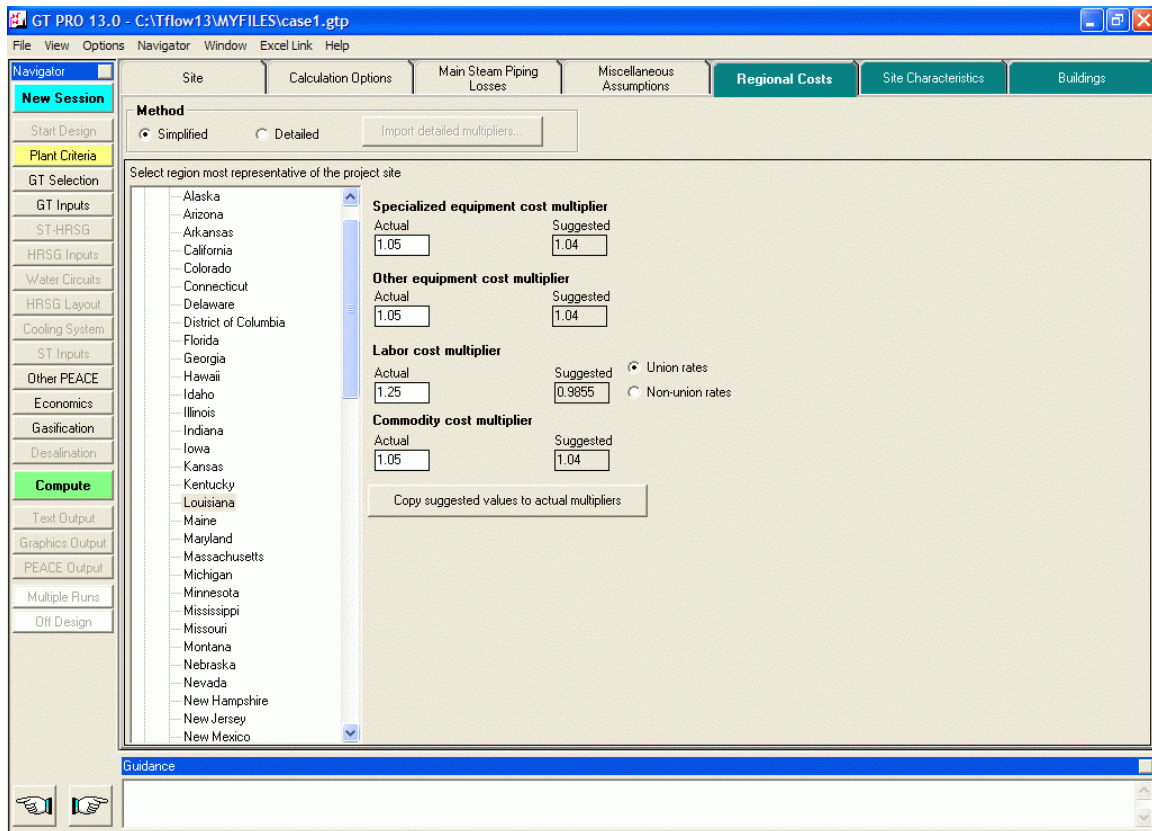 GT PRO 13.0 - C:\Tflow13\MYFILES\case1.gtp
File View Options Navigator Window Excel Link Help
Navigator
New Session
Start Design
Plant Criteria
GT Selection
GT Inputs
ST-HRSG
HRSG Inputs
Water Circuits
HRSG Layout
Cooling System
ST Inputs
Other PEACE
Economics
Gasification
Desalination
Compute
Text Output
Graphics Output
PEACE Output
Multiple Runs
Off Design
Site
Calculation Options
Main Steam Piping
Losses
Miscellaneous
Assumptions
Regional Costs
Site Characteristics
Buildings
Method
Simplified Detailed Import detailed multipliers...
Select region most representative of the project site
Alaska
Arizona
Arkansas
California
Colorado
Connecticut
Delaware
District of Columbia
Florida
Georgia
Hawaii
Idaho
Illinois
Indiana
Iowa
Kansas
Kentucky
Louisiana
Maine
Maryland
Massachusetts
Michigan
Minnesota
Mississippi
Missouri
Montana
Nebraska
Nevada
New Hampshire
New Jersey
New Mexico
Specialized equipment cost multiplier
Actual Suggested
1.05 1.04
Other equipment cost multiplier
Actual Suggested
1.05 1.04
Labor cost multiplier
Actual Suggested Union rates
1.25 0.9855 Non-union rates
Commodity cost multiplier
Actual Suggested
1.05 1.04
Copy suggested values to actual multipliers
Guidance